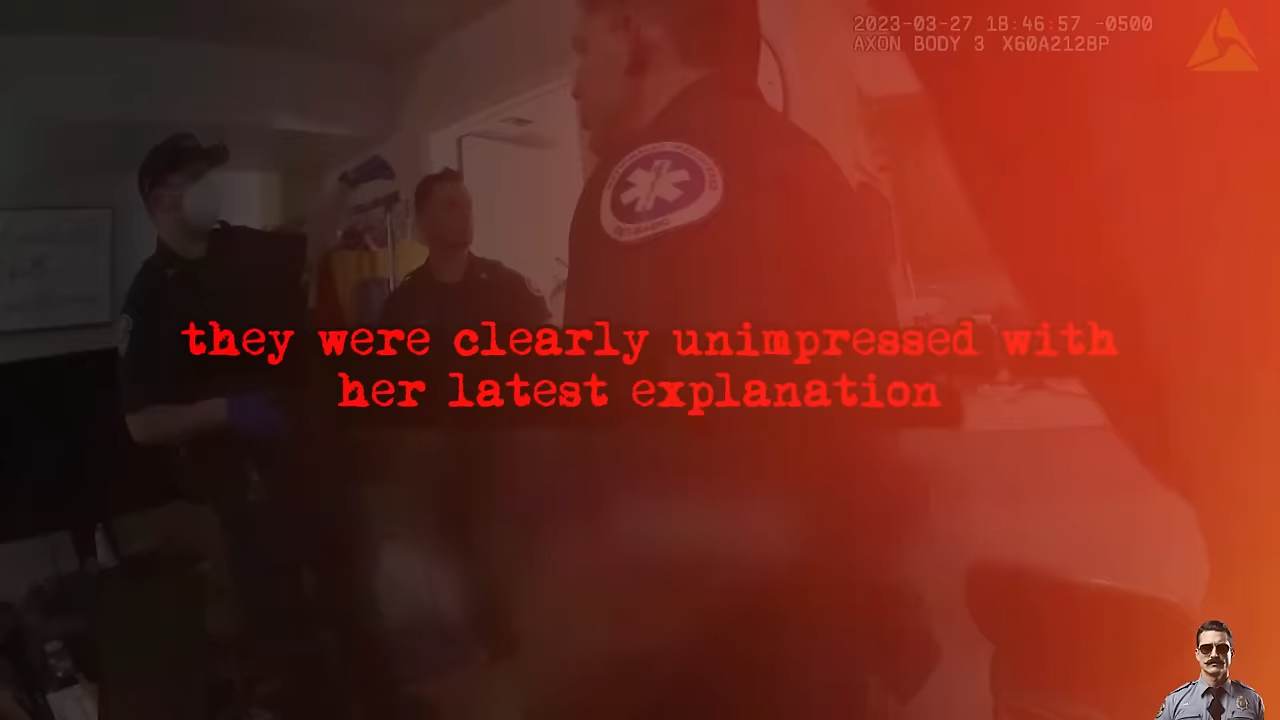 2023-03-27 18:46:57 -0500
AXON BODY 3 X60A212BP
they were clearly unimpressed with
her latest explanation